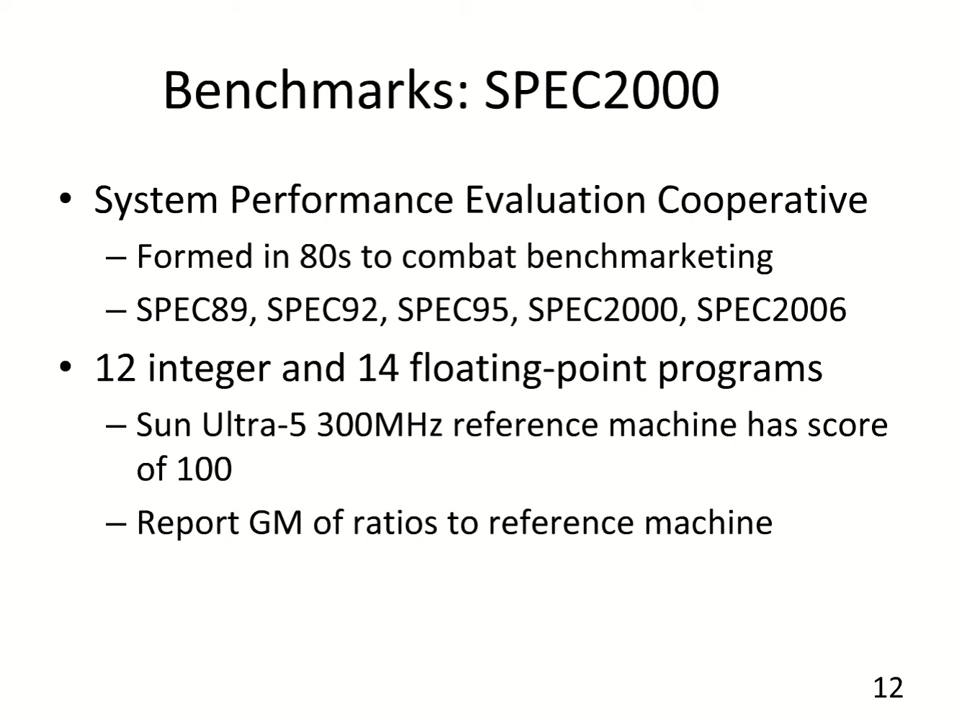 Benchmarks: SPEC2000
• System Performance Evaluation Cooperative
– Formed in 80s to combat benchmarketing
– SPEC89, SPEC92, SPEC95, SPEC2000, SPEC2006
• 12 integer and 14 floating-point programs
– Sun Ultra-5 300MHz reference machine has score
of 100
– Report GM of ratios to reference machine
12